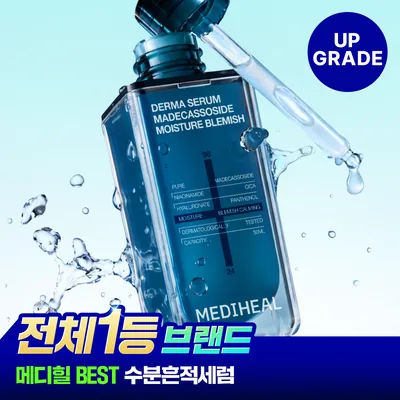 UP
GRADE
DERMA SERUM
MADECASSOSIDE
MOISTURE BLEMISH
96
PURE MADECASSOSIDE
NIACINAMIDE CICA
HYALURONATE PANTHENOL
MOISTURE BLEMISH CALMING
DERMATOLOGICALLY TESTED
CAPACITY 50ML
24
MEDIHEAL
전체1등 브랜드
메디힐 BEST 수분흔적세럼